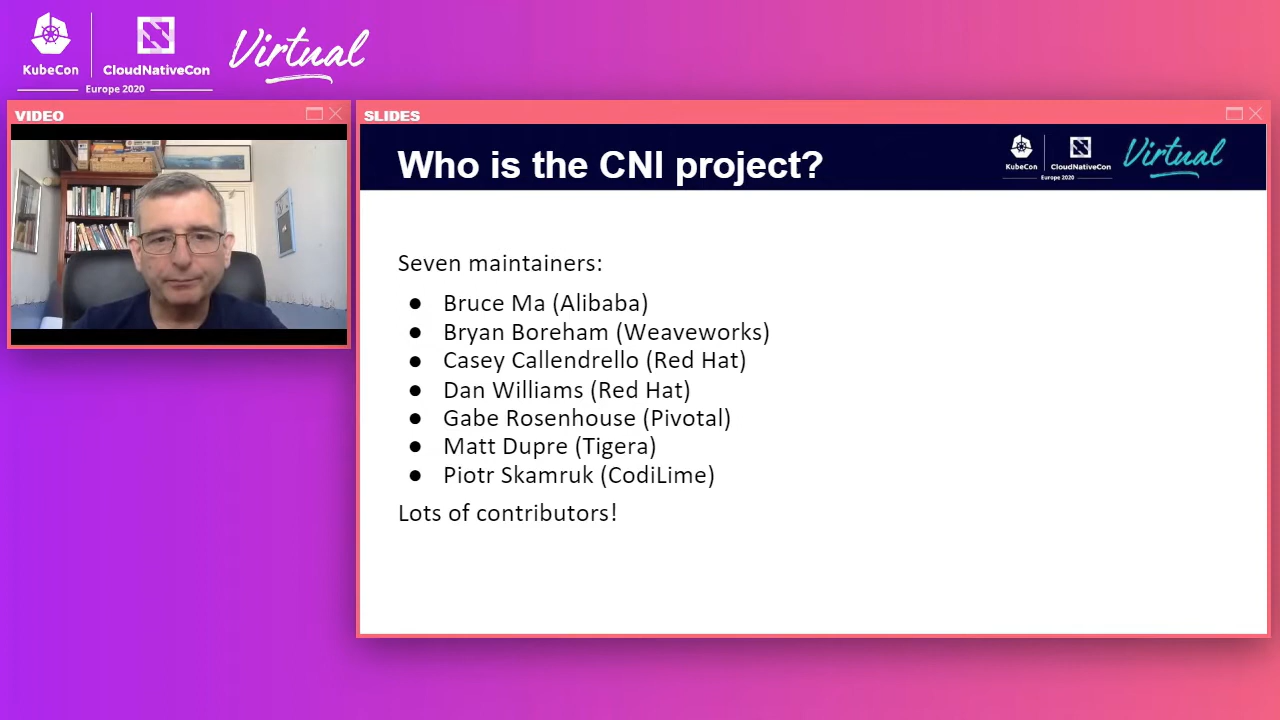 KubeCon
CloudNativeCon
Europe 2020
Virtual
VIDEO
SLIDES
Who is the CNI project?
KubeCon
CloudNativeCon
Europe 2020
Virtual
Seven maintainers:
● Bruce Ma (Alibaba)
● Bryan Boreham (Weaveworks)
● Casey Callendrello (Red Hat)
● Dan Williams (Red Hat)
● Gabe Rosenhouse (Pivotal)
● Matt Dupre (Tigera)
● Piotr Skamruk (CodiLime)
Lots of contributors!